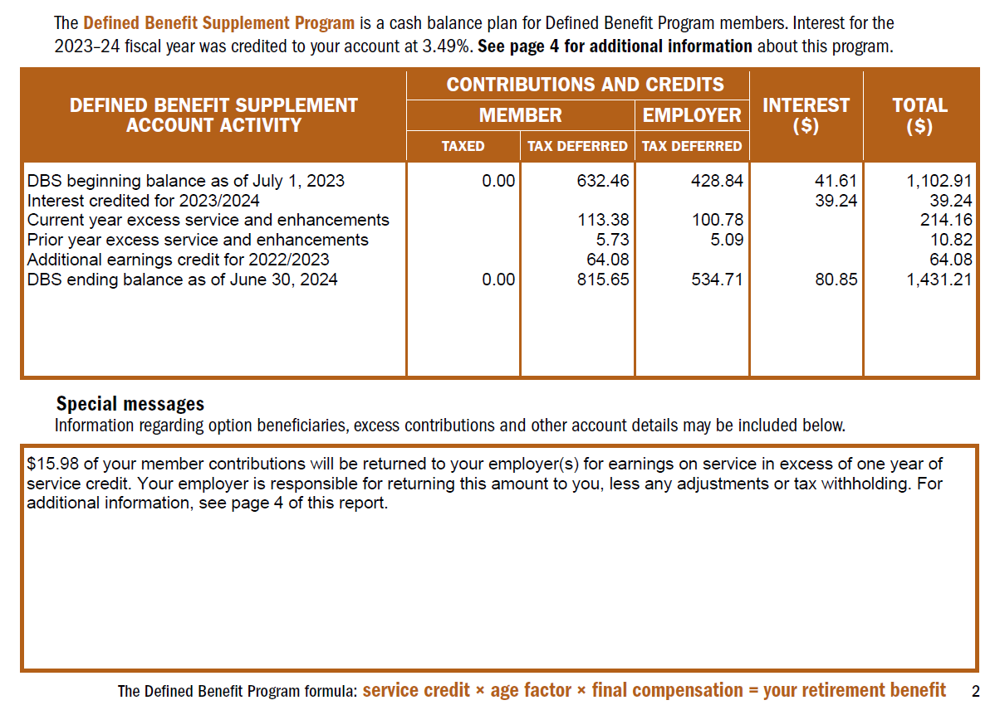 The Defined Benefit Supplement Program is a cash balance plan for Defined Benefit Program members. Interest for the
2023–24 fiscal year was credited to your account at 3.49%. See page 4 for additional information about this program.
DEFINED BENEFIT SUPPLEMENT
ACCOUNT ACTIVITY
CONTRIBUTIONS AND CREDITS
MEMBER
EMPLOYER
TAXED
TAX DEFERRED
TAX DEFERRED
INTEREST
($)
TOTAL
($)
DBS beginning balance as of July 1, 2023 0.00 632.46 428.84 41.61 1,102.91
Interest credited for 2023/2024 39.24 39.24
Current year excess service and enhancements 113.38 100.78 214.16
Prior year excess service and enhancements 5.73 5.09 10.82
Additional earnings credit for 2022/2023 64.08 64.08
DBS ending balance as of June 30, 2024 0.00 815.65 534.71 80.85 1,431.21
Special messages
Information regarding option beneficiaries, excess contributions and other account details may be included below.
$15.98 of your member contributions will be returned to your employer(s) for earnings on service in excess of one year of
service credit. Your employer is responsible for returning this amount to you, less any adjustments or tax withholding. For
additional information, see page 4 of this report.
The Defined Benefit Program formula: service credit × age factor × final compensation = your retirement benefit 2